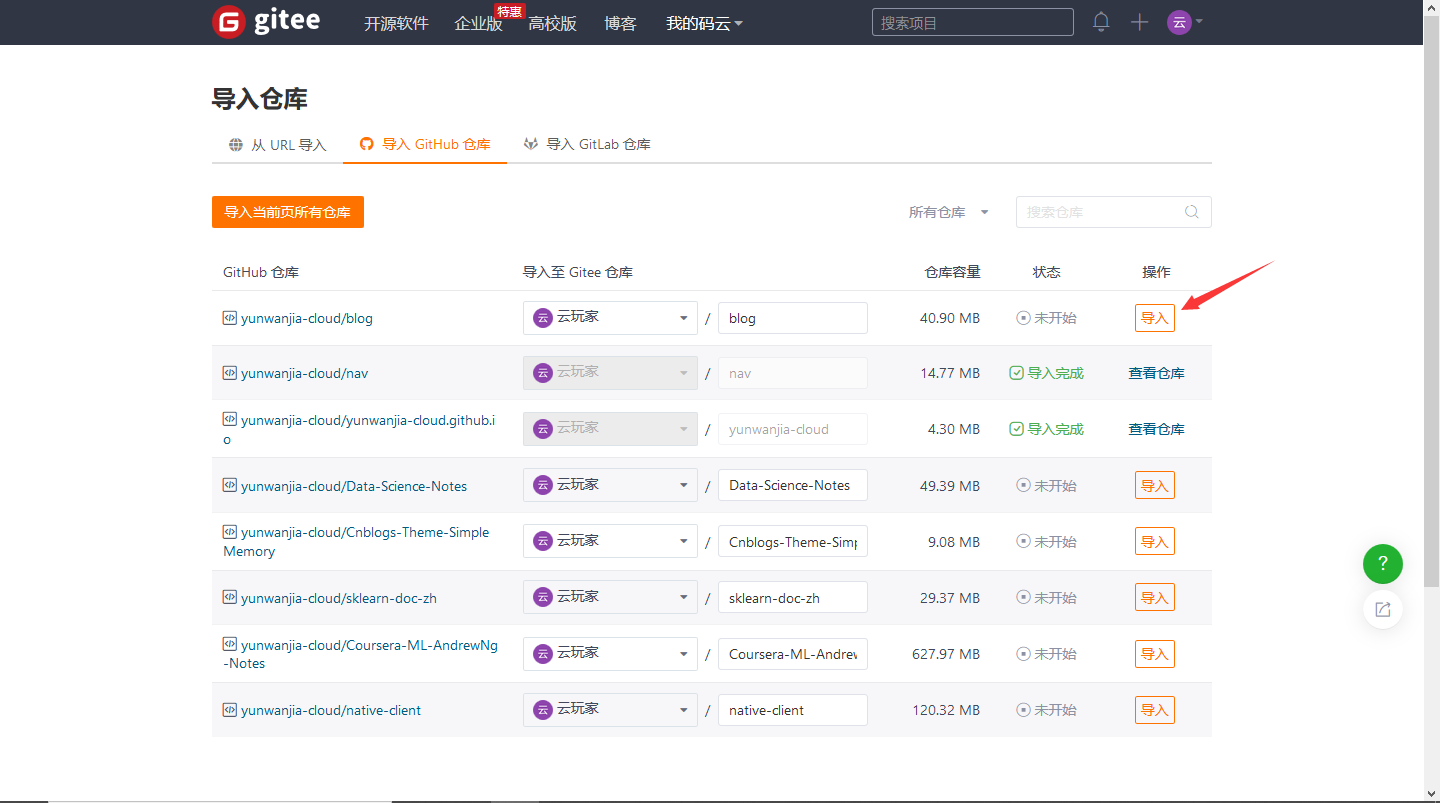 gitee 开源软件 企业版 特惠 高校版 博客 我的码云 搜索项目 云
导入仓库
从 URL 导入 导入 GitHub 仓库 导入 GitLab 仓库
导入当前页所有仓库 所有仓库 搜索仓库
GitHub 仓库 导入至 Gitee 仓库 仓库容量 状态 操作
yunwanjia-cloud/blog 云 云玩家 / blog 40.90 MB 未开始 导入
yunwanjia-cloud/nav 云 云玩家 / nav 14.77 MB 导入完成 查看仓库
yunwanjia-cloud/yunwanjia-cloud.github.i
o 云 云玩家 / yunwanjia-cloud 4.30 MB 导入完成 查看仓库
yunwanjia-cloud/Data-Science-Notes 云 云玩家 / Data-Science-Notes 49.39 MB 未开始 导入
yunwanjia-cloud/Cnblogs-Theme-Simple
Memory 云 云玩家 / Cnblogs-Theme-Simp 9.08 MB 未开始 导入
yunwanjia-cloud/sklearn-doc-zh 云 云玩家 / sklearn-doc-zh 29.37 MB 未开始 导入
yunwanjia-cloud/Coursera-ML-AndrewNg
-Notes 云 云玩家 / Coursera-ML-Andrew 627.97 MB 未开始 导入
yunwanjia-cloud/native-client 云 云玩家 / native-client 120.32 MB 未开始 导入
?